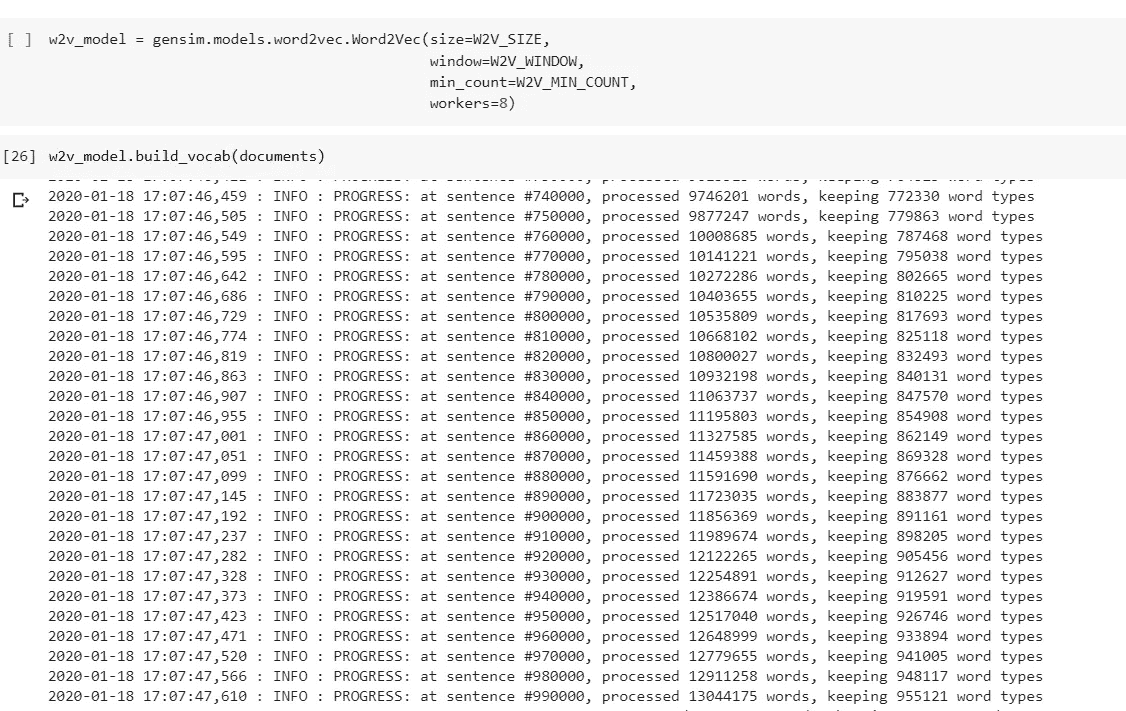 [ ] w2v_model = gensim.models.word2vec.Word2Vec(size=W2V_SIZE,
window=W2V_WINDOW,
min_count=W2V_MIN_COUNT,
workers=8)
[26] w2v_model.build_vocab(documents)
2020-01-18 17:07:46,459 : INFO : PROGRESS: at sentence #740000, processed 9746201 words, keeping 772330 word types
2020-01-18 17:07:46,505 : INFO : PROGRESS: at sentence #750000, processed 9877247 words, keeping 779863 word types
2020-01-18 17:07:46,549 : INFO : PROGRESS: at sentence #760000, processed 10008685 words, keeping 787468 word types
2020-01-18 17:07:46,595 : INFO : PROGRESS: at sentence #770000, processed 10141221 words, keeping 795038 word types
2020-01-18 17:07:46,642 : INFO : PROGRESS: at sentence #780000, processed 10272286 words, keeping 802665 word types
2020-01-18 17:07:46,686 : INFO : PROGRESS: at sentence #790000, processed 10403655 words, keeping 810225 word types
2020-01-18 17:07:46,729 : INFO : PROGRESS: at sentence #800000, processed 10535809 words, keeping 817693 word types
2020-01-18 17:07:46,774 : INFO : PROGRESS: at sentence #810000, processed 10668102 words, keeping 825118 word types
2020-01-18 17:07:46,819 : INFO : PROGRESS: at sentence #820000, processed 10800027 words, keeping 832493 word types
2020-01-18 17:07:46,863 : INFO : PROGRESS: at sentence #830000, processed 10932198 words, keeping 840131 word types
2020-01-18 17:07:46,907 : INFO : PROGRESS: at sentence #840000, processed 11063737 words, keeping 847570 word types
2020-01-18 17:07:46,955 : INFO : PROGRESS: at sentence #850000, processed 11195803 words, keeping 854908 word types
2020-01-18 17:07:47,001 : INFO : PROGRESS: at sentence #860000, processed 11327585 words, keeping 862149 word types
2020-01-18 17:07:47,051 : INFO : PROGRESS: at sentence #870000, processed 11459388 words, keeping 869328 word types
2020-01-18 17:07:47,099 : INFO : PROGRESS: at sentence #880000, processed 11591690 words, keeping 876662 word types
2020-01-18 17:07:47,145 : INFO : PROGRESS: at sentence #890000, processed 11723035 words, keeping 883877 word types
2020-01-18 17:07:47,192 : INFO : PROGRESS: at sentence #900000, processed 11856369 words, keeping 891161 word types
2020-01-18 17:07:47,237 : INFO : PROGRESS: at sentence #910000, processed 11989674 words, keeping 898205 word types
2020-01-18 17:07:47,282 : INFO : PROGRESS: at sentence #920000, processed 12122265 words, keeping 905456 word types
2020-01-18 17:07:47,328 : INFO : PROGRESS: at sentence #930000, processed 12254891 words, keeping 912627 word types
2020-01-18 17:07:47,373 : INFO : PROGRESS: at sentence #940000, processed 12386674 words, keeping 919591 word types
2020-01-18 17:07:47,423 : INFO : PROGRESS: at sentence #950000, processed 12517040 words, keeping 926746 word types
2020-01-18 17:07:47,471 : INFO : PROGRESS: at sentence #960000, processed 12648999 words, keeping 933894 word types
2020-01-18 17:07:47,520 : INFO : PROGRESS: at sentence #970000, processed 12779655 words, keeping 941005 word types
2020-01-18 17:07:47,566 : INFO : PROGRESS: at sentence #980000, processed 12911258 words, keeping 948117 word types
2020-01-18 17:07:47,610 : INFO : PROGRESS: at sentence #990000, processed 13044175 words, keeping 955121 word types